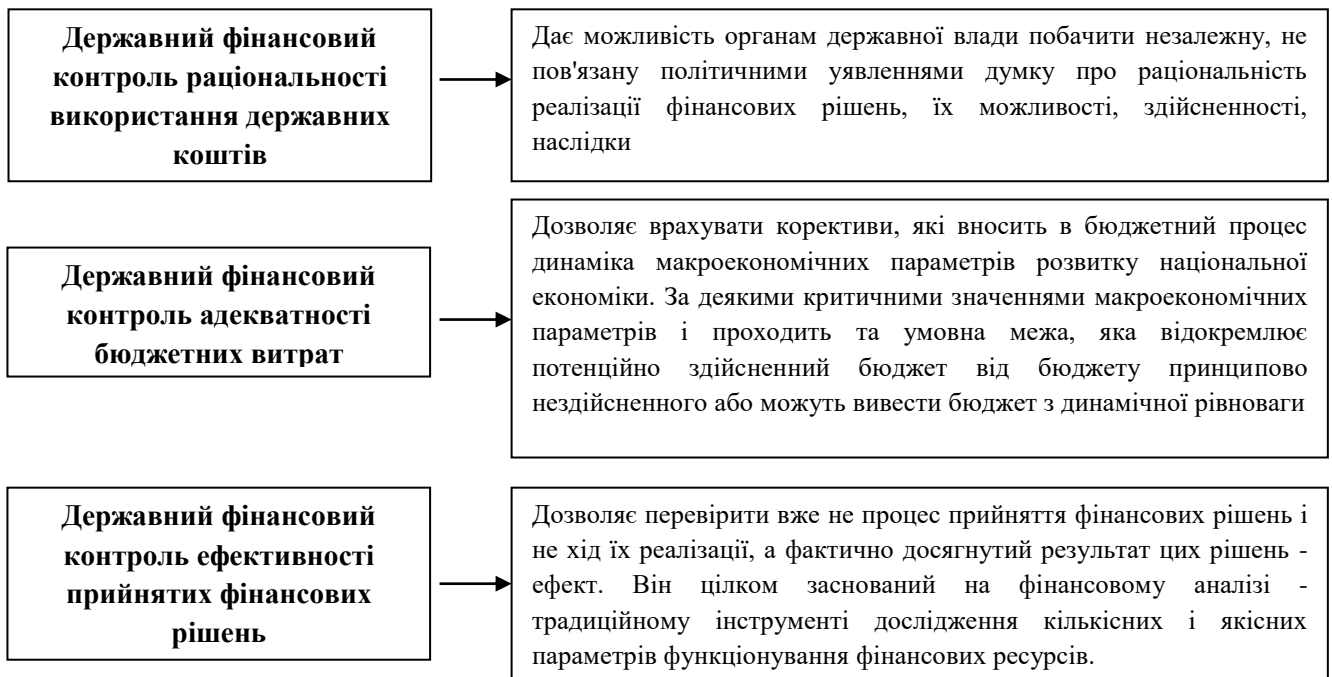 Державний фінансовий
контроль раціональності
використання державних
коштів
Дає можливість органам державної влади побачити незалежну, не
пов'язану політичними уявленнями думку про раціональність
реалізації фінансових рішень, їх можливості, здійсненності,
наслідки
Державний фінансовий
контроль адекватності
бюджетних витрат
Дозволяє врахувати корективи, які вносить в бюджетний процес
динаміка макроекономічних параметрів розвитку національної
економіки. За деякими критичними значеннями макроекономічних
параметрів і проходить та умовна межа, яка відокремлює
потенційно здійсненний бюджет від бюджету принципово
нездійсненного або можуть вивести бюджет з динамічної рівноваги
Державний фінансовий
контроль ефективності
прийнятих фінансових
рішень
Дозволяє перевірити вже не процес прийняття фінансових рішень і
не хід їх реалізації, а фактично досягнутий результат цих рішень -
ефект. Він цілком заснований на фінансовому аналізі -
традиційному інструменті дослідження кількісних і якісних
параметрів функціонування фінансових ресурсів.